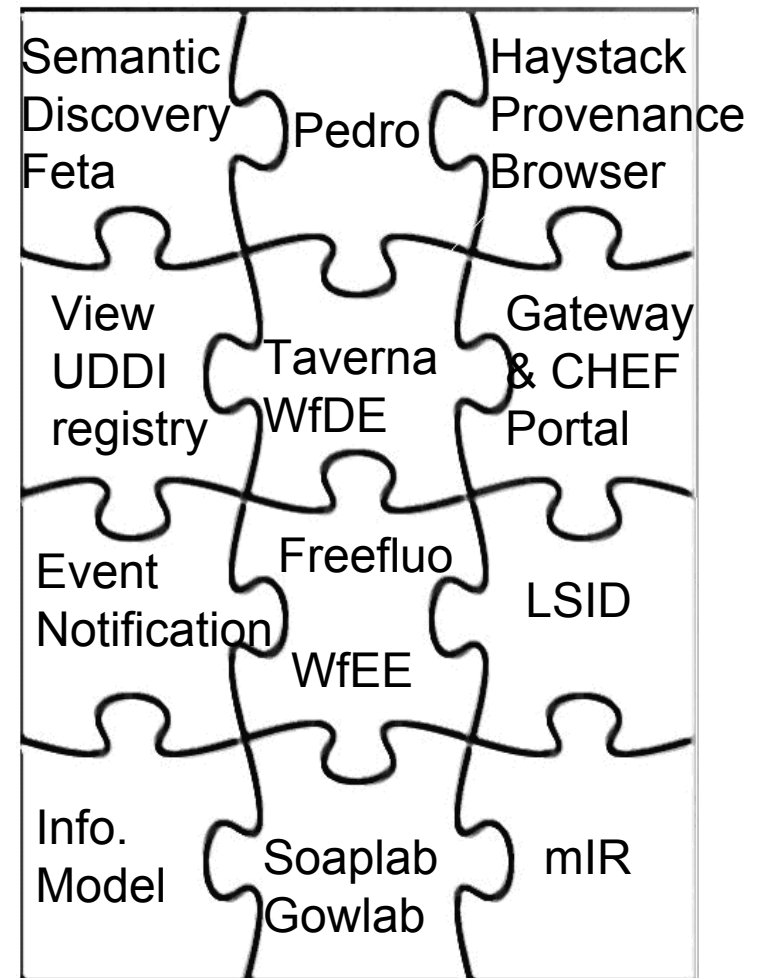 Semantic
Discovery
Feta
Pedro
Haystack
Provenance
Browser
View
UDDI
registry
Taverna
WfDE
Gateway
& CHEF
Portal
Event
Notification
Freefluo
WfEE
LSID
Info.
Model
Soaplab
Gowlab
mIR